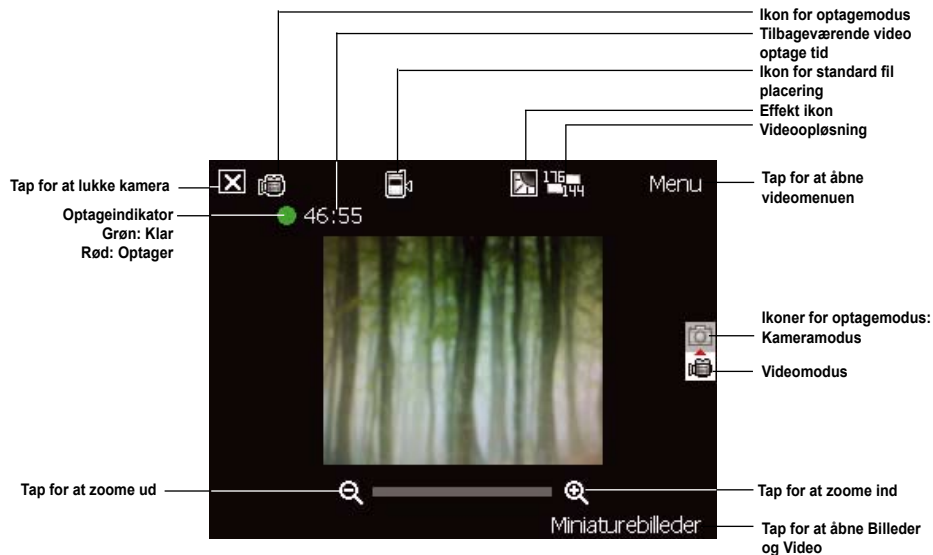 Ikon for optagemodus
Tilbageværende video
optage tid
Ikon for standard fil
placering
Effekt ikon
Videoopløsning
Tap for at lukke kamera
176
144
Menu
Tap for at åbne
videomenuen
Optageindikator
Grøn: Klar
Rød: Optager
46:55
Ikoner for optagemodus:
Kameramodus
Videomodus
Tap for at zoome ud
Tap for at zoome ind
Miniaturebilleder
Tap for at åbne Billeder
og Video